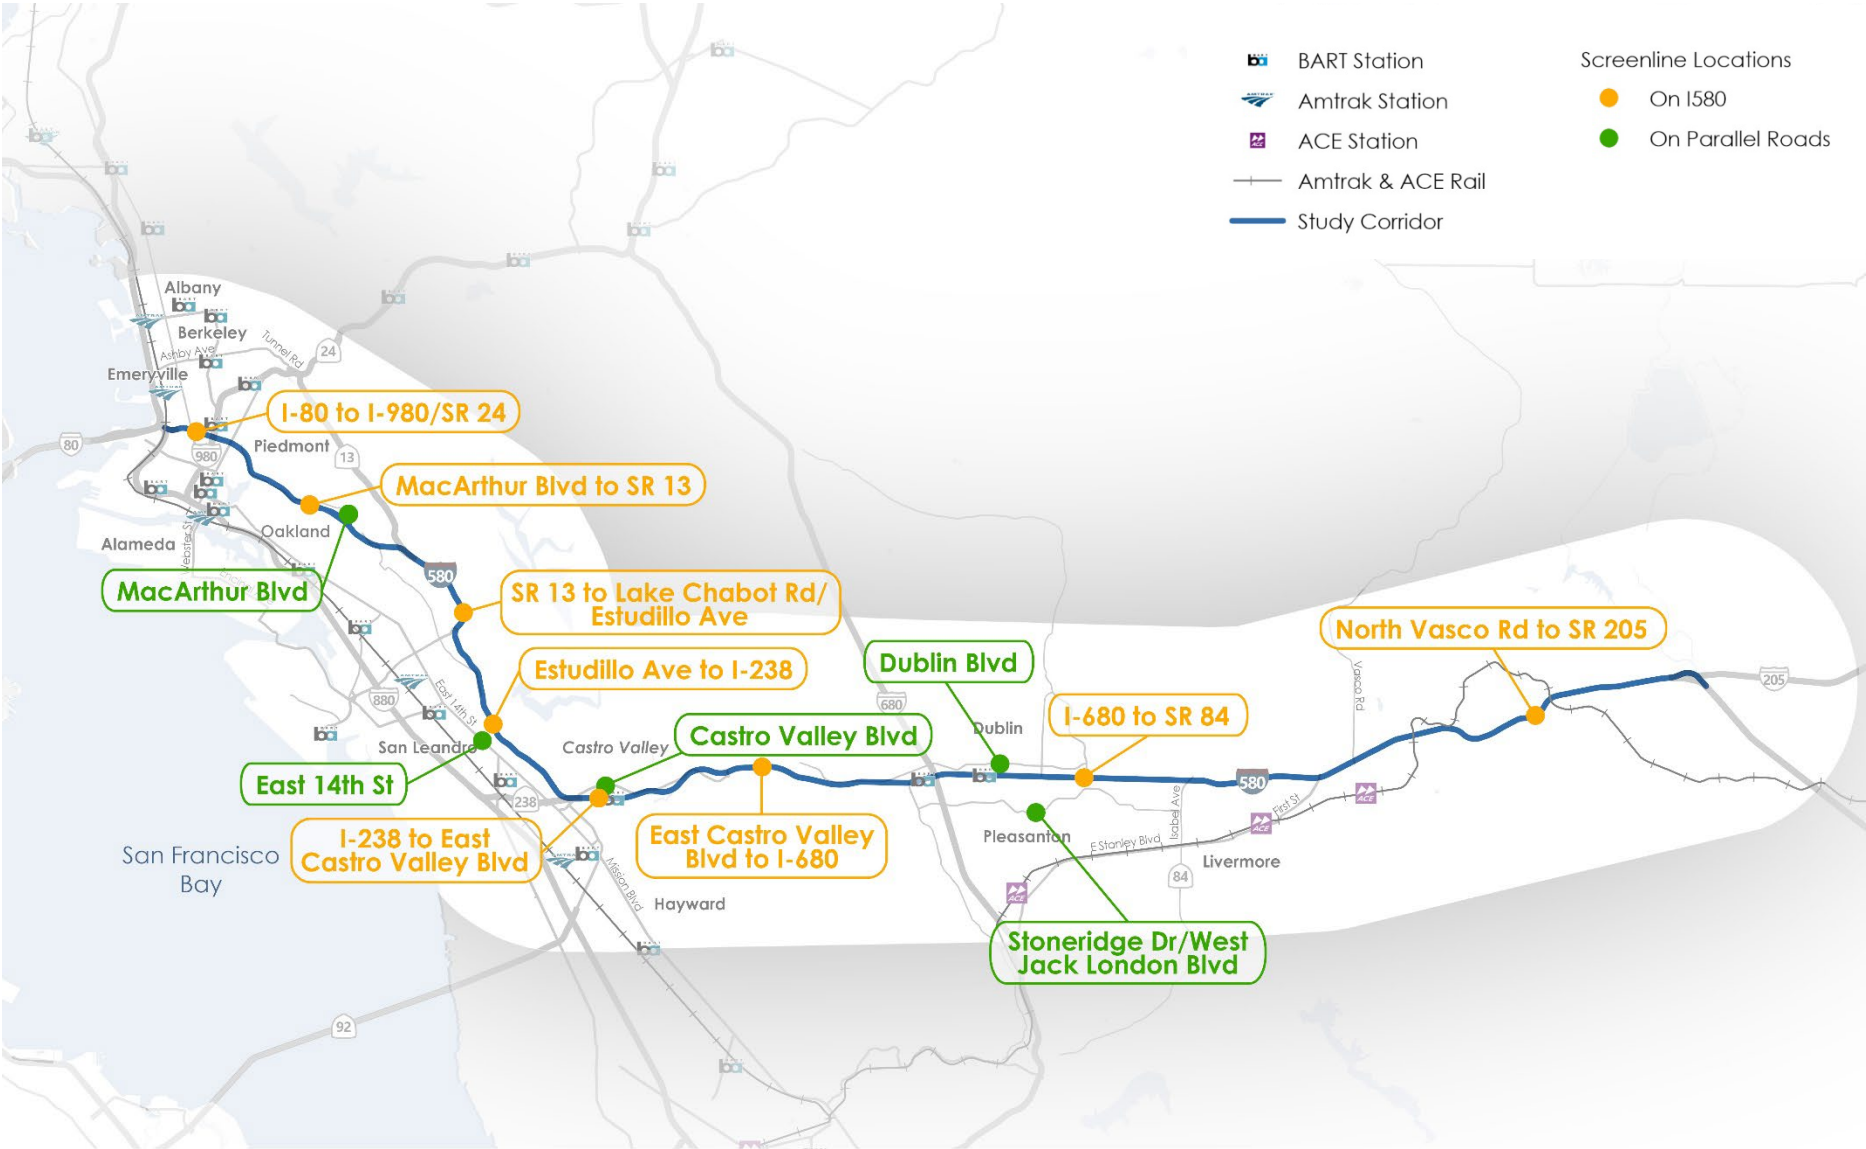 BART Station
Amtrak Station
ACE Station
Amtrak & ACE Rail
Study Corridor
Screenline Locations
On I580
On Parallel Roads
Albany
Berkeley
Ashby Ave
Tunnel Rd
24
Emeryville
I-80 to I-980/SR 24
80
980
Piedmont
13
MacArthur Blvd to SR 13
Oakland
Alameda
Webster St
MacArthur Blvd
580
SR 13 to Lake Chabot Rd/
Estudillo Ave
North Vasco Rd to SR 205
Estudillo Ave to I-238
Dublin Blvd
Vasco Rd
205
880
East 14th St
680
San Leandro
Castro Valley
Castro Valley Blvd
Dublin
I-680 to SR 84
East 14th St
238
580
Isabel Ave
First St
ACE
ACE
I-238 to East
Castro Valley Blvd
East Castro Valley
Blvd to I-680
Pleasanton
E Stanley Blvd
Livermore
San Francisco
Bay
Mission Blvd
84
ACE
Hayward
Stoneridge Dr/West
Jack London Blvd
92